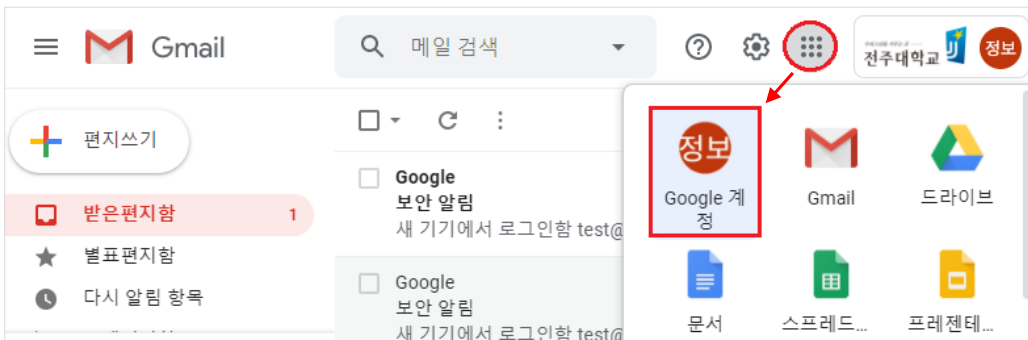 Gmail
메일 검색
전주대학교
정보
편지쓰기
받은편지함 1
별표편지함
다시 알림 항목
Google
보안 알림
새 기기에서 로그인함 test@
Google
보안 알림
새 기기에서 로그인함 test@
정보
Google 계
정
Gmail
드라이브
문서
스프레드...
프레젠테...